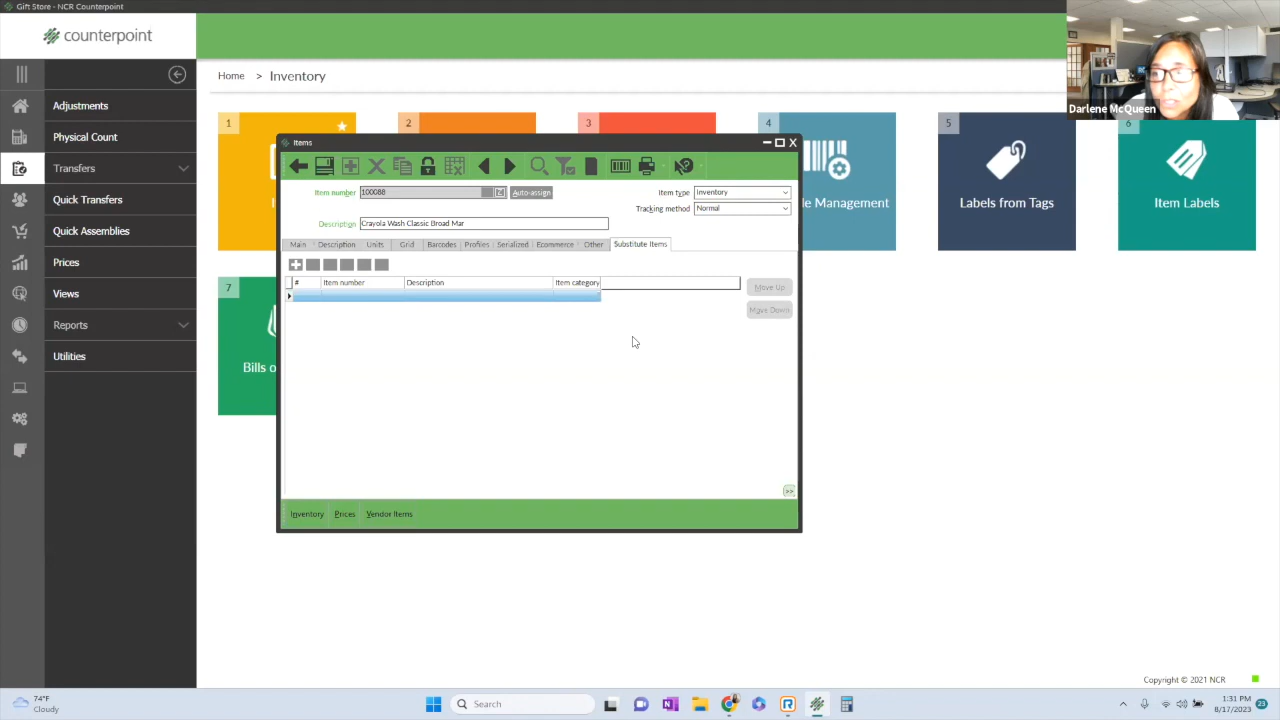 Gift Store - NCR Counterpoint
counterpoint
Home > Inventory
Darlene McQueen
Adjustments
Physical Count
Transfers
Quick Transfers
Quick Assemblies
Prices
Views
Reports
Utilities
1
2
3
4
5
6
7
Labels from Tags
Item Labels
Items
Item number 100088 Auto-assign
Item type Inventory
Tracking method Normal
Description Crayola Wash Classic Broad Mar
Main Description Units Grid Barcodes Profiles Serialized Ecommerce Other Substitute Items
# Item number Description Item category
Move Up
Move Down
>>
Inventory Prices Vendor Items
e Management
Bills o
Copyright © 2021 NCR
74°F
Cloudy
Search
1:31 PM
8/17/2023
23